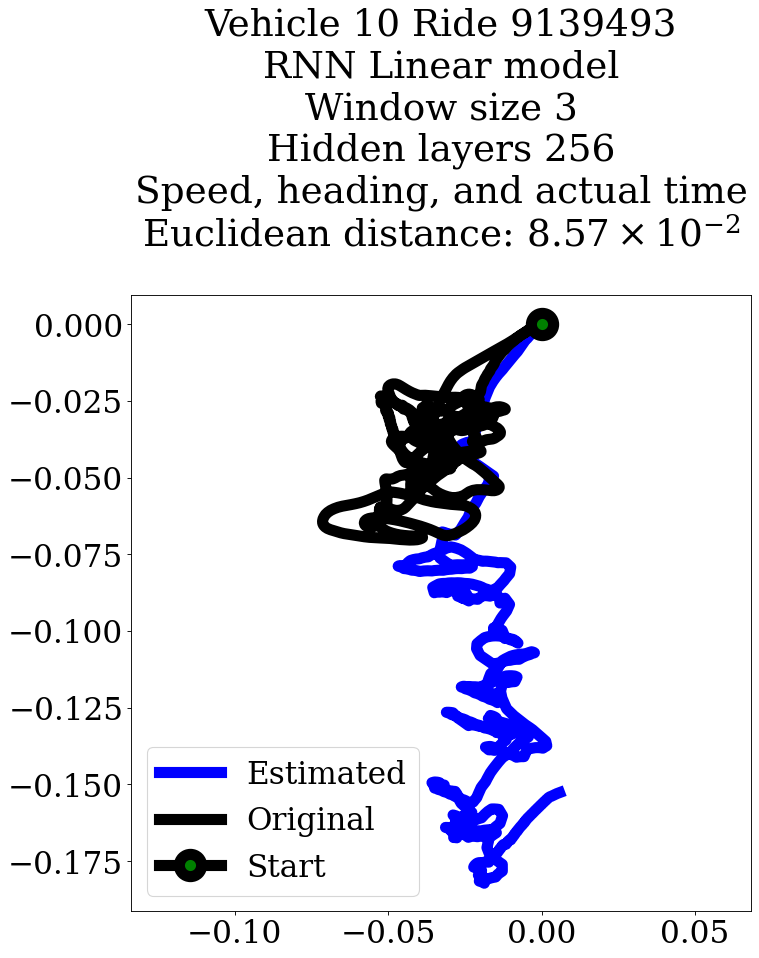 Vehicle 10 Ride 9139493
RNN Linear model
Window size 3
Hidden layers 256
Speed, heading, and actual time
Euclidean distance: 8.57 × 10⁻²
0.000
−0.025
−0.050
−0.075
−0.100
−0.125
−0.150
−0.175
Estimated
Original
Start
−0.10 −0.05 0.00 0.05